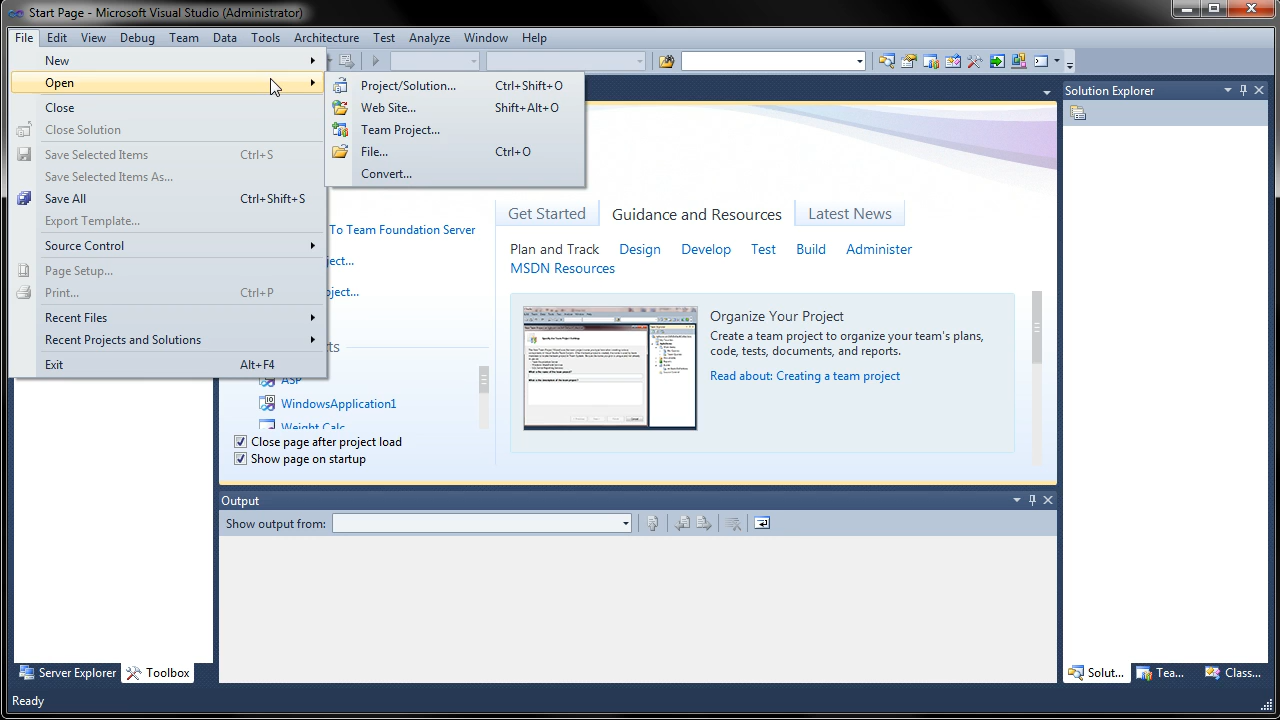 Start Page - Microsoft Visual Studio (Administrator)
File Edit View Debug Team Data Tools Architecture Test Analyze Window Help
New
Open
Close
Close Solution
Save Selected Items Ctrl+S
Save Selected Items As...
Save All Ctrl+Shift+S
Export Template...
Source Control
Page Setup...
Print... Ctrl+P
Recent Files
Recent Projects and Solutions
Exit Alt+F4
Project/Solution... Ctrl+Shift+O
Web Site... Shift+Alt+O
Team Project...
File... Ctrl+O
Convert...
To Team Foundation Server
ject...
ject...
ts
ASP
WindowsApplication1
Weight Calc
Close page after project load
Show page on startup
Get Started Guidance and Resources Latest News
Plan and Track Design Develop Test Build Administer
MSDN Resources
Organize Your Project
Create a team project to organize your team's plans,
code, tests, documents, and reports.
Read about: Creating a team project
Output
Show output from:
Solution Explorer
Server Explorer Toolbox
Solut... Tea... Class...
Ready